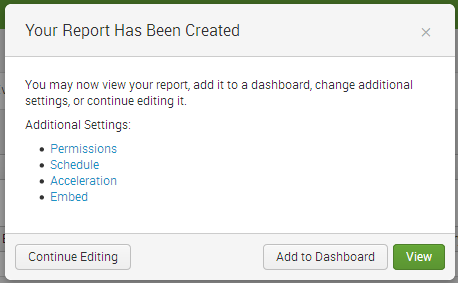 Your Report Has Been Created
×
You may now view your report, add it to a dashboard, change additional
settings, or continue editing it.
Additional Settings:
• Permissions
• Schedule
• Acceleration
• Embed
Continue Editing
Add to Dashboard
View